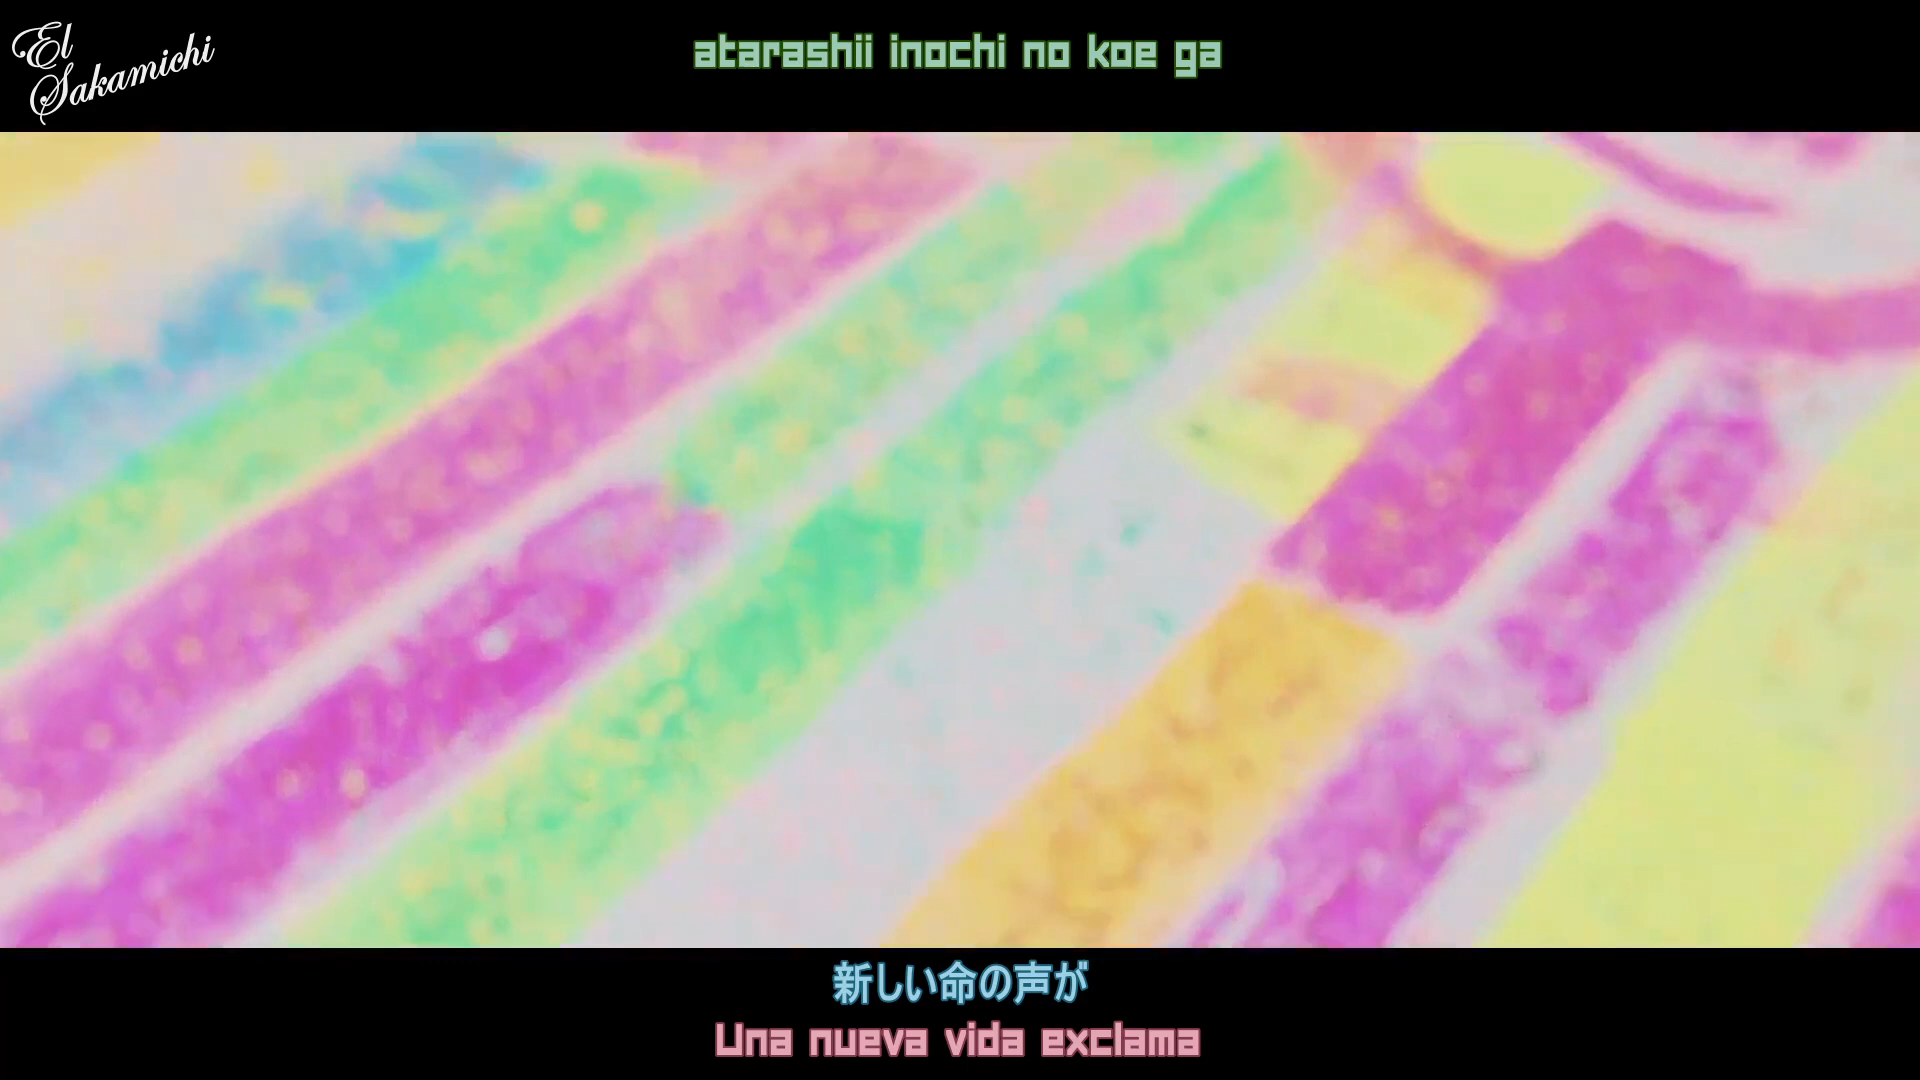 El
Sakamichi
atarashii inochi no koe ga
新しい命の声が
Una nueva vida exclama